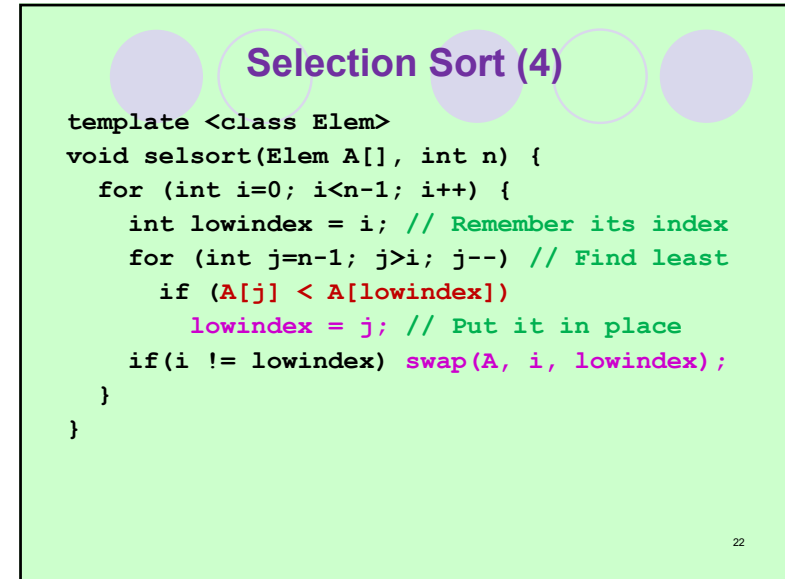 Selection Sort (4)
template <class Elem>
void selsort(Elem A[], int n) {
  for (int i=0; i<n-1; i++) {
    int lowindex = i; // Remember its index
    for (int j=n-1; j>i; j--) // Find least
      if (A[j] < A[lowindex])
        lowindex = j; // Put it in place
    if(i != lowindex) swap(A, i, lowindex);
  }
}
22